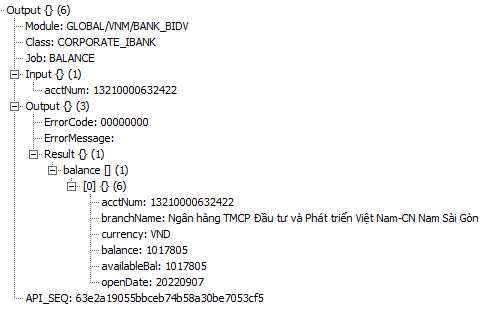 Output {} (6)
Module: GLOBAL/VNM/BANK_BIDV
Class: CORPORATE_IBANK
Job: BALANCE
Input {} (1)
acctNum: 13210000632422
Output {} (3)
ErrorCode: 00000000
ErrorMessage:
Result {} (1)
balance [] (1)
[0] {} (6)
acctNum: 13210000632422
branchName: Ngân hàng TMCP Đầu tư và Phát triển Việt Nam-CN Nam Sài Gòn
currency: VND
balance: 1017805
availableBal: 1017805
openDate: 20220907
API_SEQ: 63e2a19055bbceb74b58a30be7053cf5